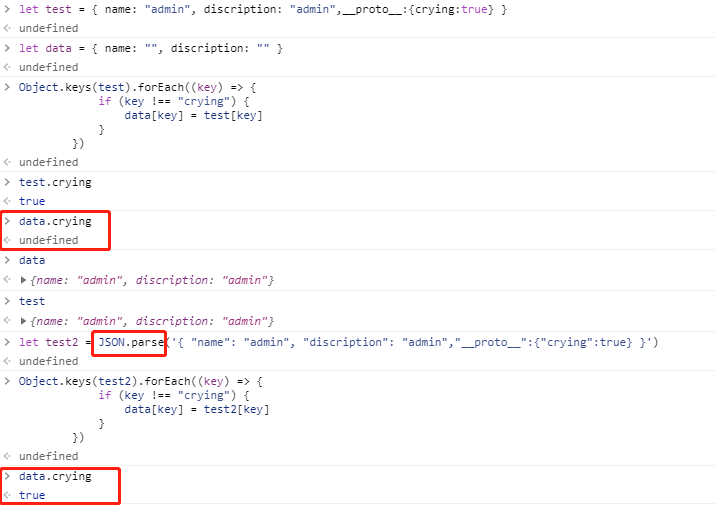 > let test = { name: "admin", discription: "admin",__proto__:{crying:true} }
<· undefined
> let data = { name: "", discription: "" }
<· undefined
> Object.keys(test).forEach((key) => {
if (key !== "crying") {
data[key] = test[key]
}
})
<· undefined
> test.crying
<· true
> data.crying
<· undefined
> data
<· ▶ {name: "admin", discription: "admin"}
> test
<· ▶ {name: "admin", discription: "admin"}
> let test2 = JSON.parse('{ "name": "admin", "discription": "admin","__proto__":{"crying":true} }')
<· undefined
> Object.keys(test2).forEach((key) => {
if (key !== "crying") {
data[key] = test2[key]
}
})
<· undefined
> data.crying
<· true